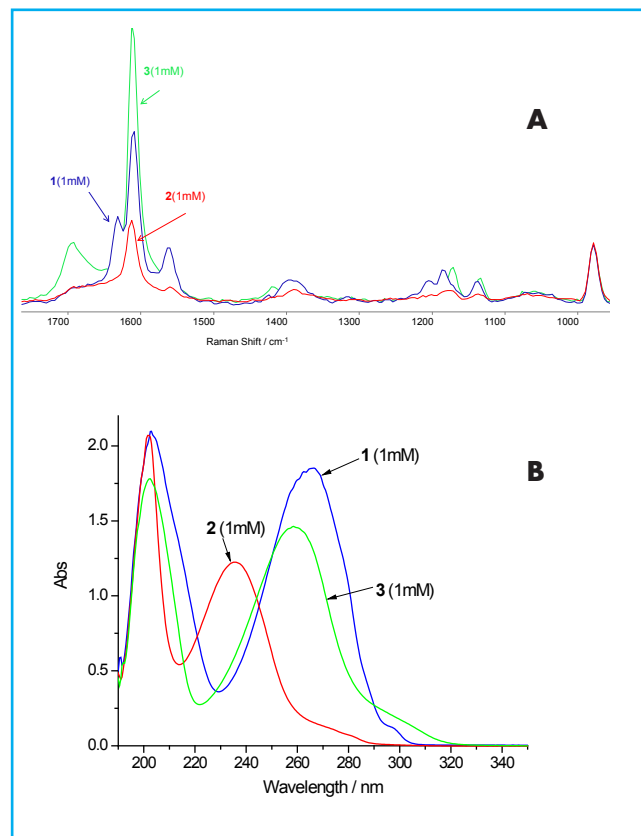 A
3(1mM)
1(1mM)
2(1mM)
1700 1600 1500 1400 1300 1200 1100 1000
Raman Shift / cm-1
B
2.0
1 (1mM)
2 (1mM)
1.5
Abs
1.0
3 (1mM)
0.5
0.0
200 220 240 260 280 300 320 340
Wavelength / nm